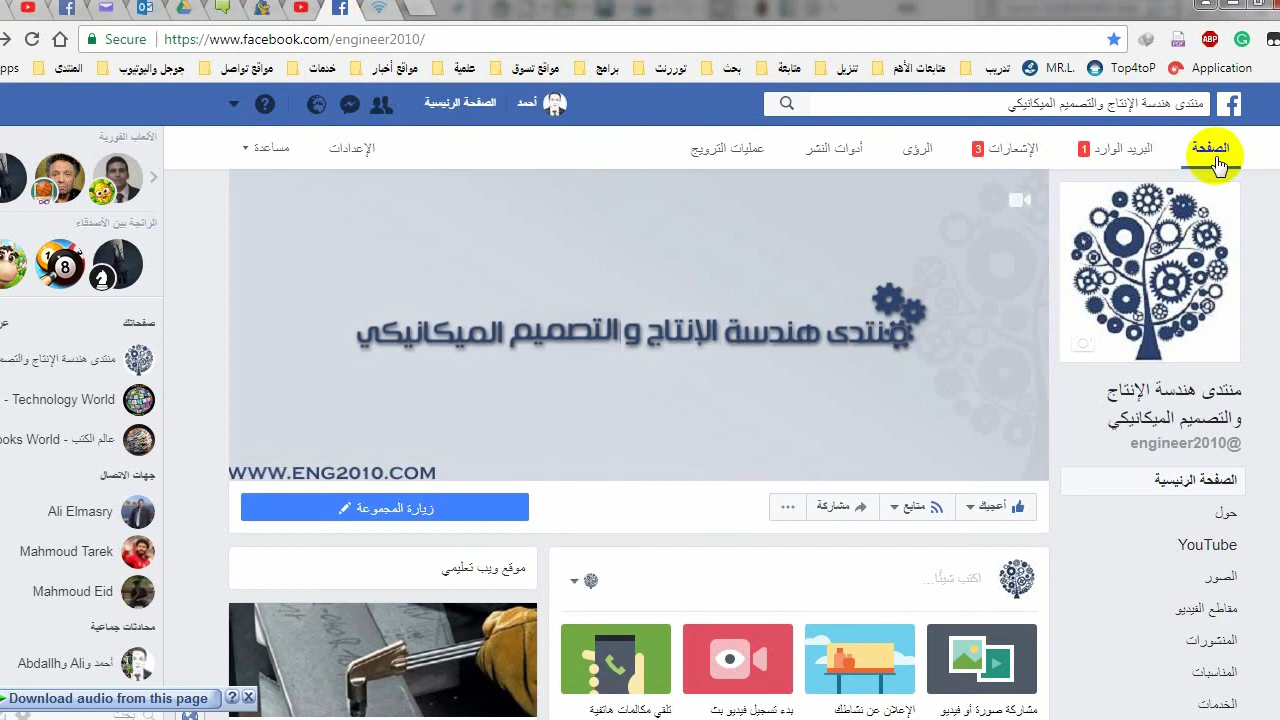 Secure
https://www.facebook.com/engineer2010/
المنتدى
جوجل واليوتيوب
مواقع تواصل
خدمات
مواقع أخبار
علمية
مواقع تسوق
برامج
توررنت
بحث
متابعة
تنزيل
متابعات الأهم
تدريب
MR.L.
Top4toP
Application
منتدى هندسة الإنتاج والتصميم الميكانيكي
أحمد
الصفحة الرئيسية
الصفحة
البريد الوارد 1
الإشعارات 3
الرؤى
أدوات النشر
عمليات الترويج
الإعدادات
مساعدة
الألعاب الفورية
الرائجة بين الأصدقاء
صفحاتك
منتدى هندسة الإنتاج والتصم
Technology World -
عالم الكتب -
جهات الاتصال
Ali Elmasry
Mahmoud Tarek
Mahmoud Eid
محادثات جماعية
أحمد وAli وAbdallh
Download audio from this page
بحث
منتدى هندسة الإنتاج و التصميم الميكانيكي
WWW.ENG2010.COM
أعجبك
متابع
مشاركة
زيارة المجموعة
موقع ويب تعليمي
اكتب شيئًا...
مشاركة صورة أو فيديو
الإعلان عن نشاطك
بدء تسجيل فيديو بث
تلقي مكالمات هاتفية
منتدى هندسة الإنتاج
والتصميم الميكانيكي
@engineer2010
الصفحة الرئيسية
حول
YouTube
الصور
مقاطع الفيديو
المنشورات
المناسبات
الخدمات